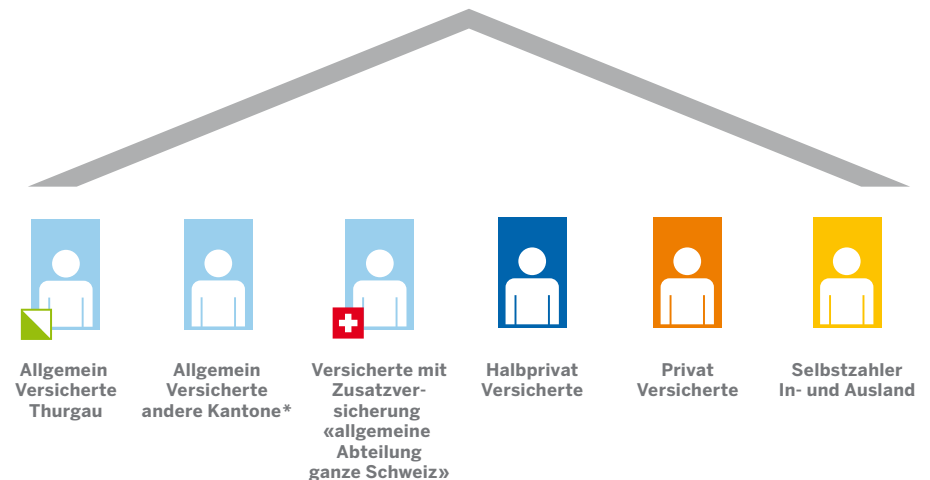 Allgemein
Versicherte
Thurgau
Allgemein
Versicherte
andere Kantone*
Versicherte mit
Zusatzver-
sicherung
«allgemeine
Abteilung
ganze Schweiz»
Halbprivat
Versicherte
Privat
Versicherte
Selbstzahler
In- und Ausland